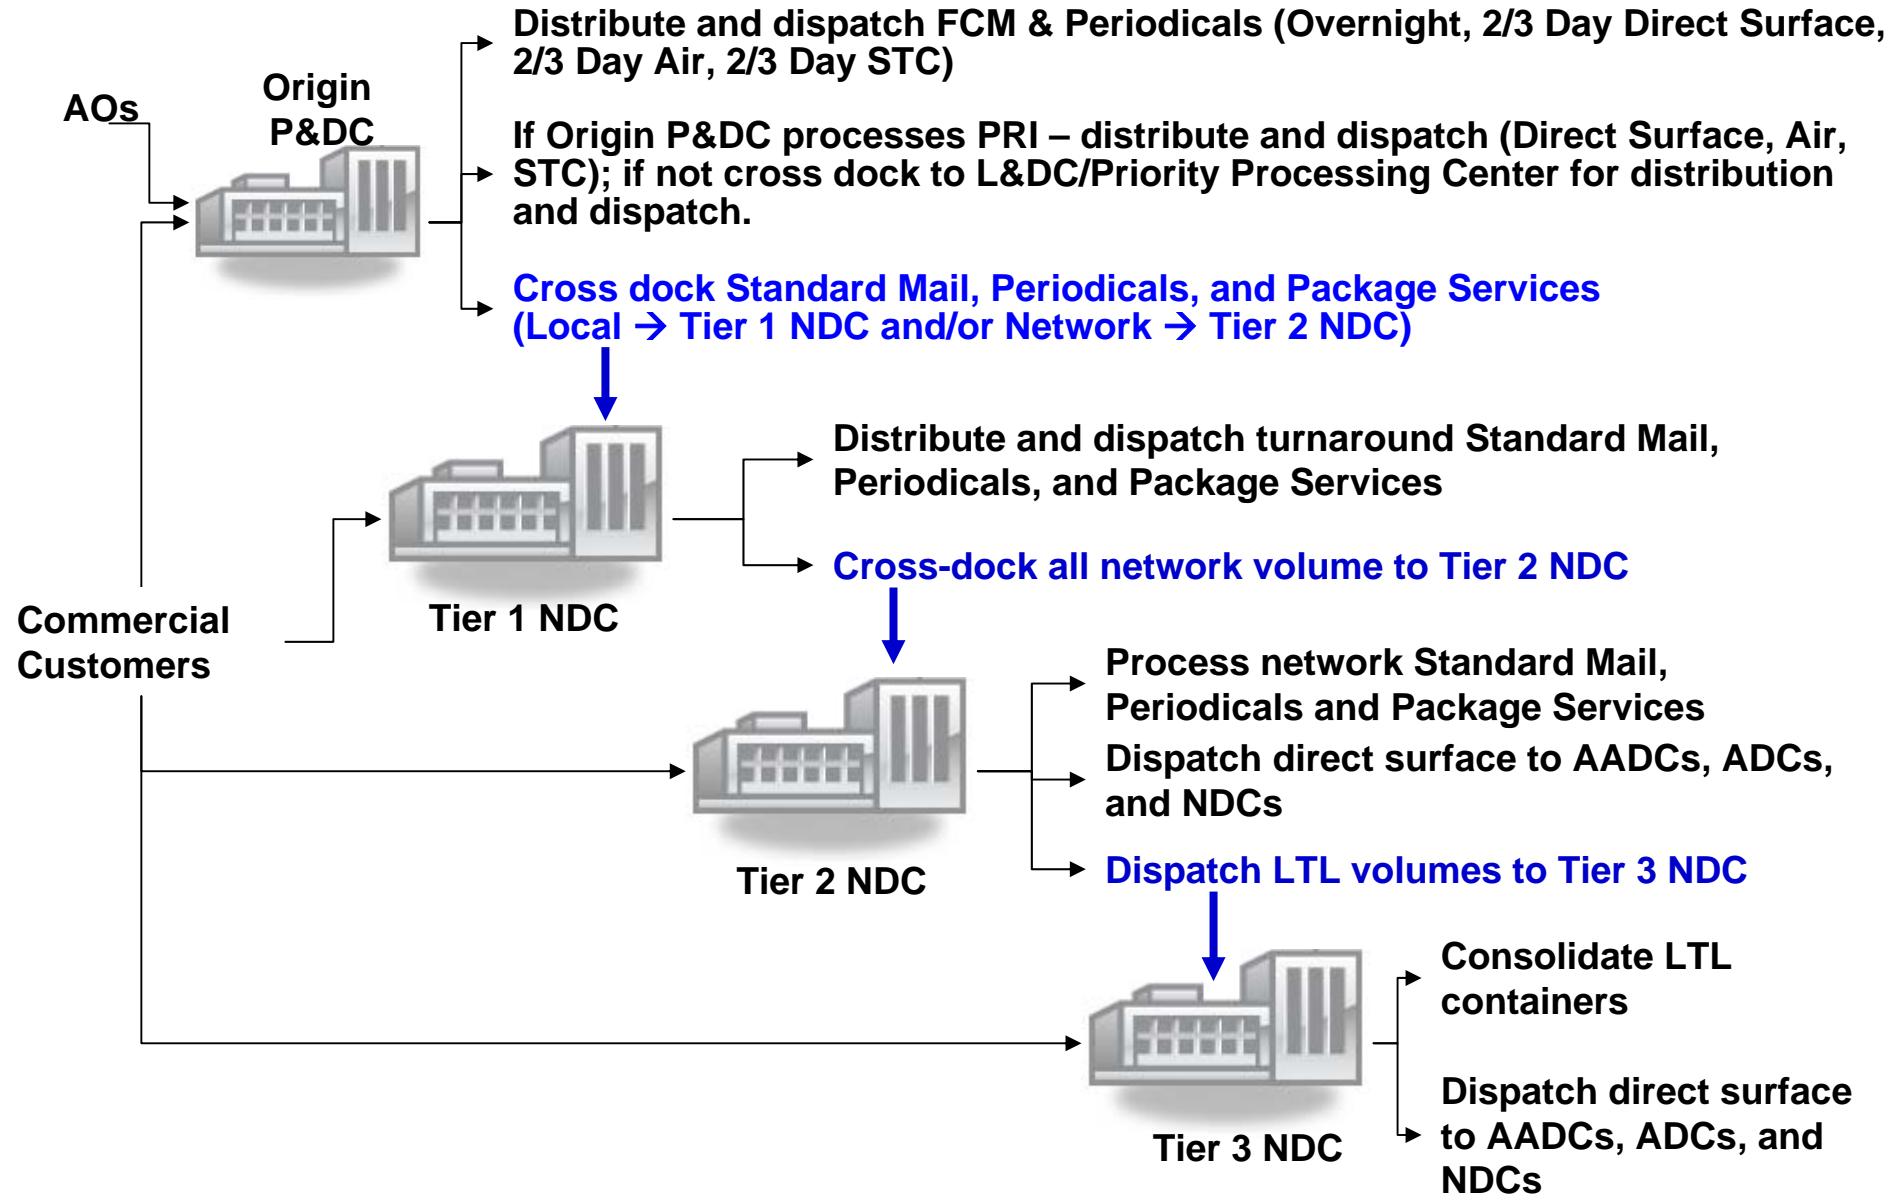 Distribute and dispatch FCM & Periodicals (Overnight, 2/3 Day Direct Surface,
2/3 Day Air, 2/3 Day STC)
AOs
Origin
P&DC
If Origin P&DC processes PRI – distribute and dispatch (Direct Surface, Air,
STC); if not cross dock to L&DC/Priority Processing Center for distribution
and dispatch.
Cross dock Standard Mail, Periodicals, and Package Services
(Local → Tier 1 NDC and/or Network → Tier 2 NDC)
Distribute and dispatch turnaround Standard Mail,
Periodicals, and Package Services
Cross-dock all network volume to Tier 2 NDC
Tier 1 NDC
Commercial
Customers
Process network Standard Mail,
Periodicals and Package Services
Dispatch direct surface to AADCs, ADCs,
and NDCs
Dispatch LTL volumes to Tier 3 NDC
Tier 2 NDC
Consolidate LTL
containers
Dispatch direct surface
to AADCs, ADCs, and
NDCs
Tier 3 NDC